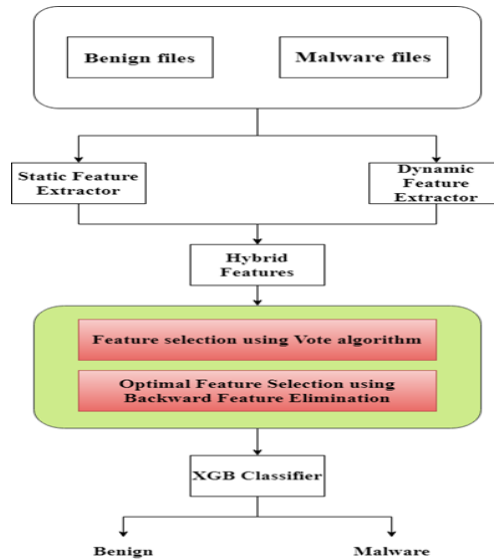 Benign files
Malware files
Static Feature
Extractor
Dynamic
Feature
Extractor
Hybrid
Features
Feature selection using Vote algorithm
Optimal Feature Selection using
Backward Feature Elimination
XGB Classifier
Benign
Malware